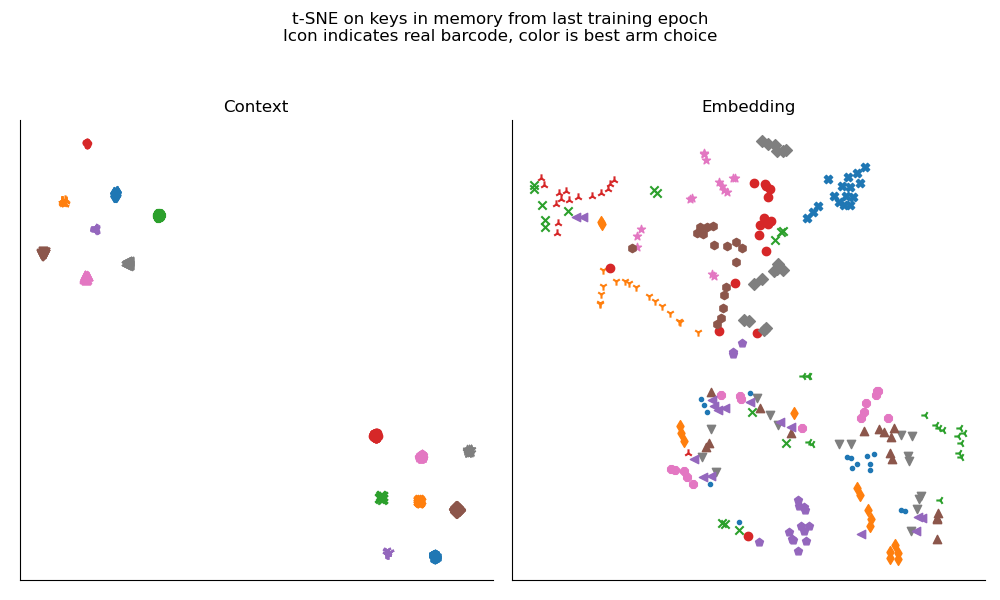 t-SNE on keys in memory from last training epoch
Icon indicates real barcode, color is best arm choice
Context
Embedding